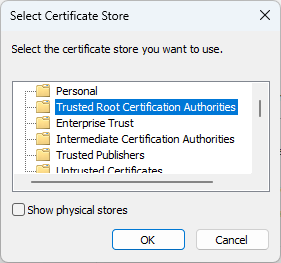 Select Certificate Store
Select the certificate store you want to use.
Personal
Trusted Root Certification Authorities
Enterprise Trust
Intermediate Certification Authorities
Trusted Publishers
Untrusted Certificates
Show physical stores
OK
Cancel